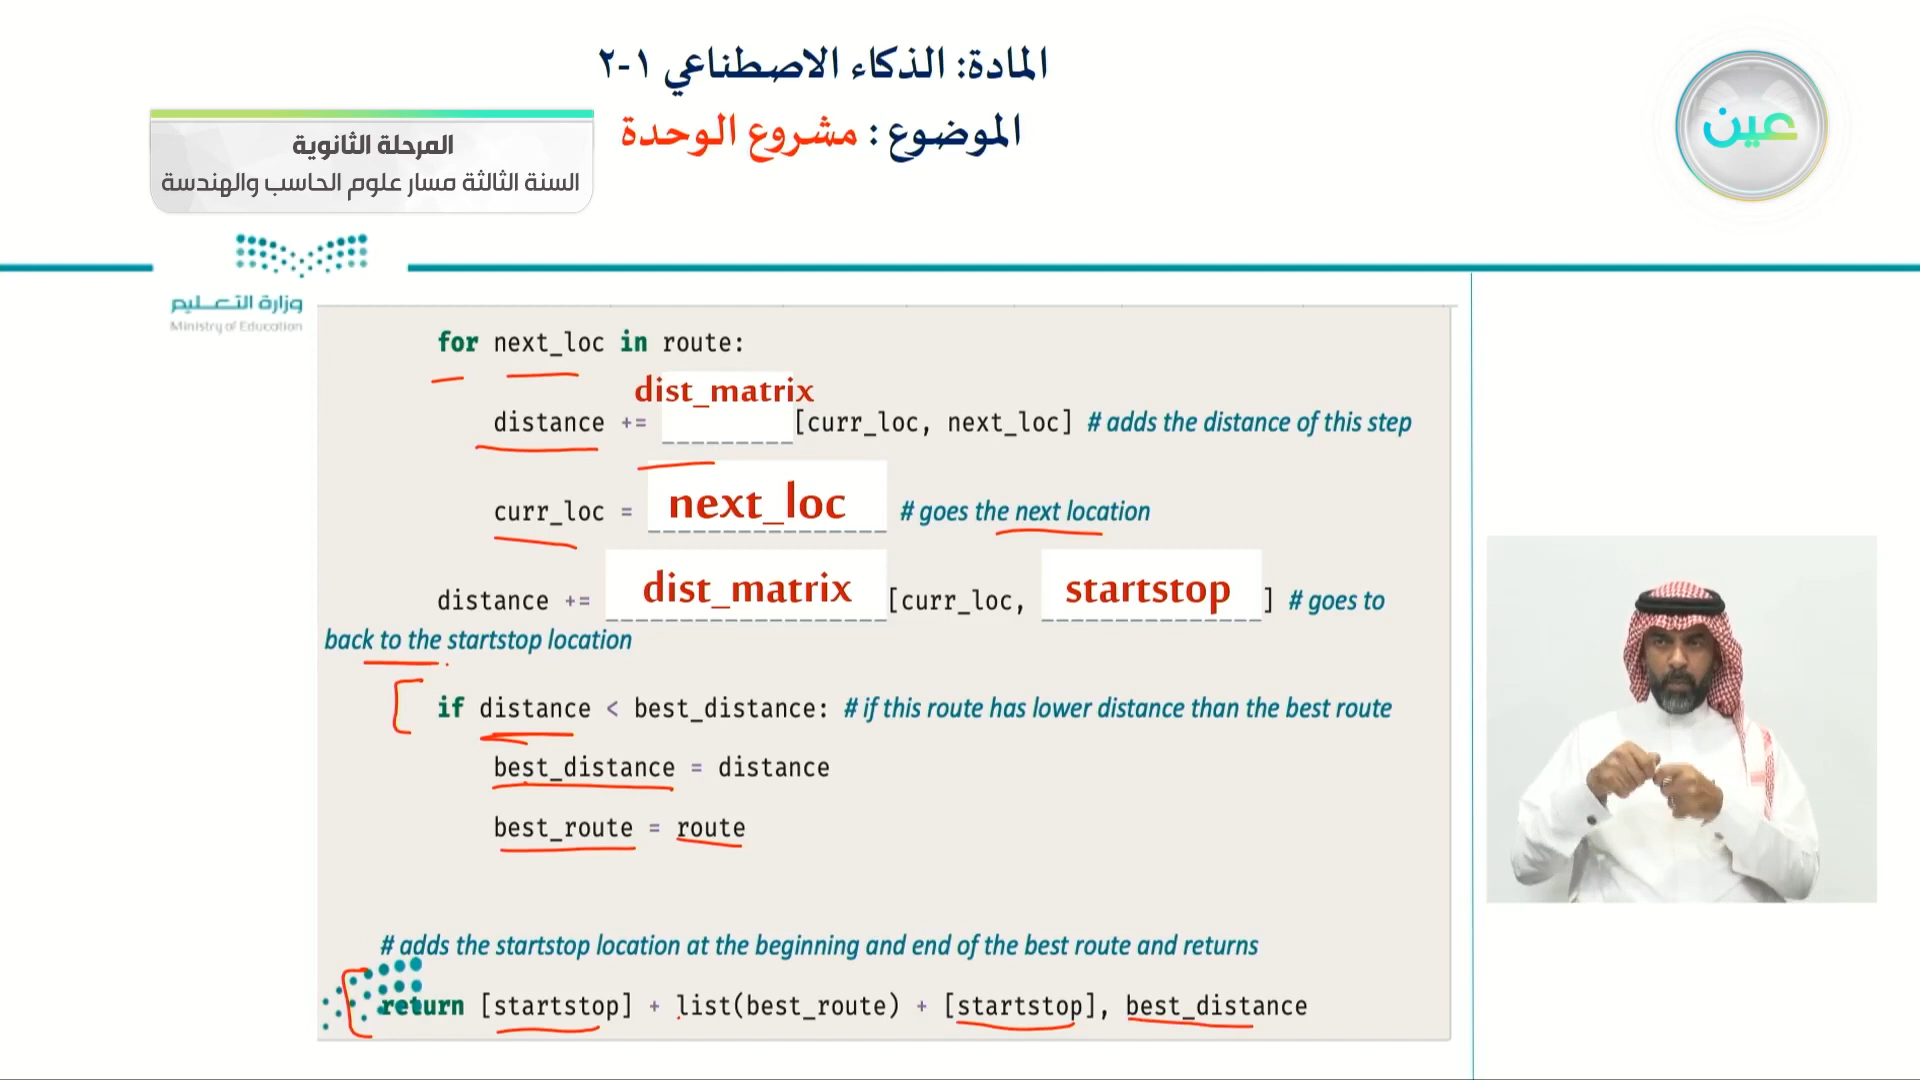 المادة: الذكاء الاصطناعي ١-٢
الموضوع : مشروع الوحدة
المرحلة الثانوية
السنة الثالثة مسار علوم الحاسب والهندسة
عين
وزارة التعليم
Ministry of Education
for next_loc in route:
distance += dist_matrix [curr_loc, next_loc] # adds the distance of this step
curr_loc = next_loc # goes the next location
distance += dist_matrix [curr_loc, startstop ] # goes to
back to the startstop location
if distance < best_distance: # if this route has lower distance than the best route
best_distance = distance
best_route = route
# adds the startstop location at the beginning and end of the best route and returns
return [startstop] + list(best_route) + [startstop], best_distance